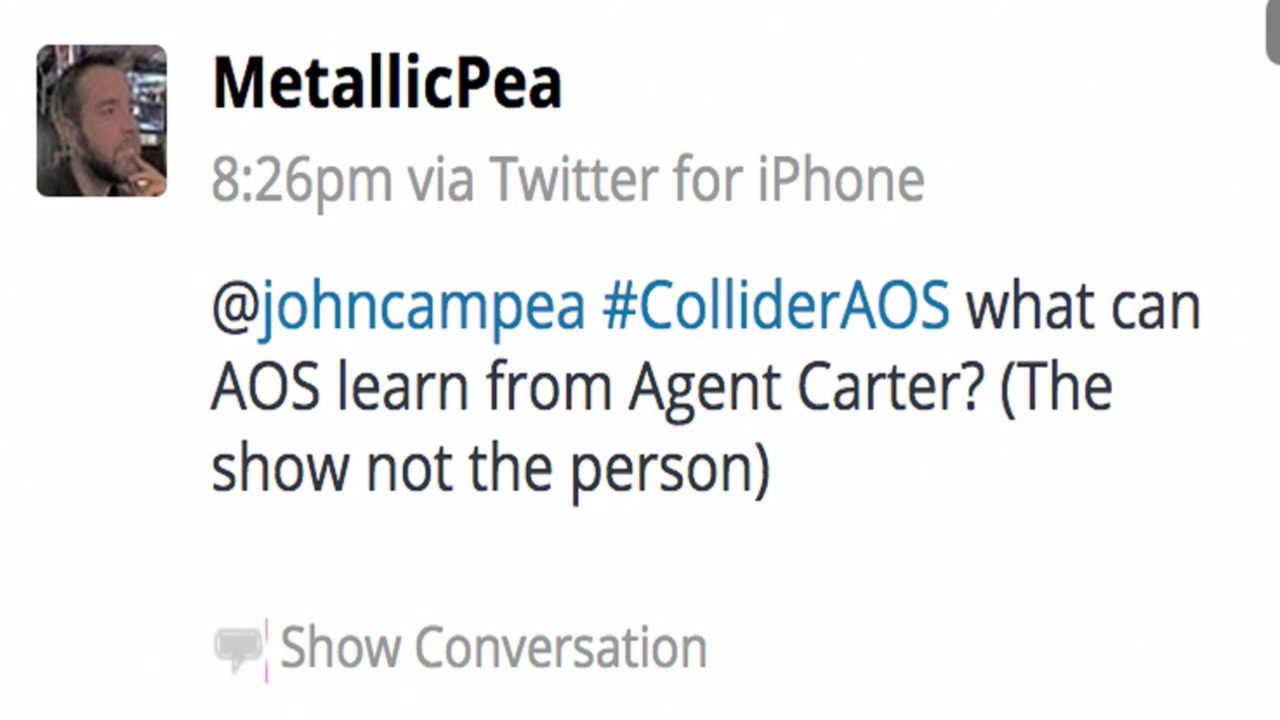 MetallicPea
8:26pm via Twitter for iPhone
@johncampea #ColliderAOS what can
AOS learn from Agent Carter? (The
show not the person)
Show Conversation